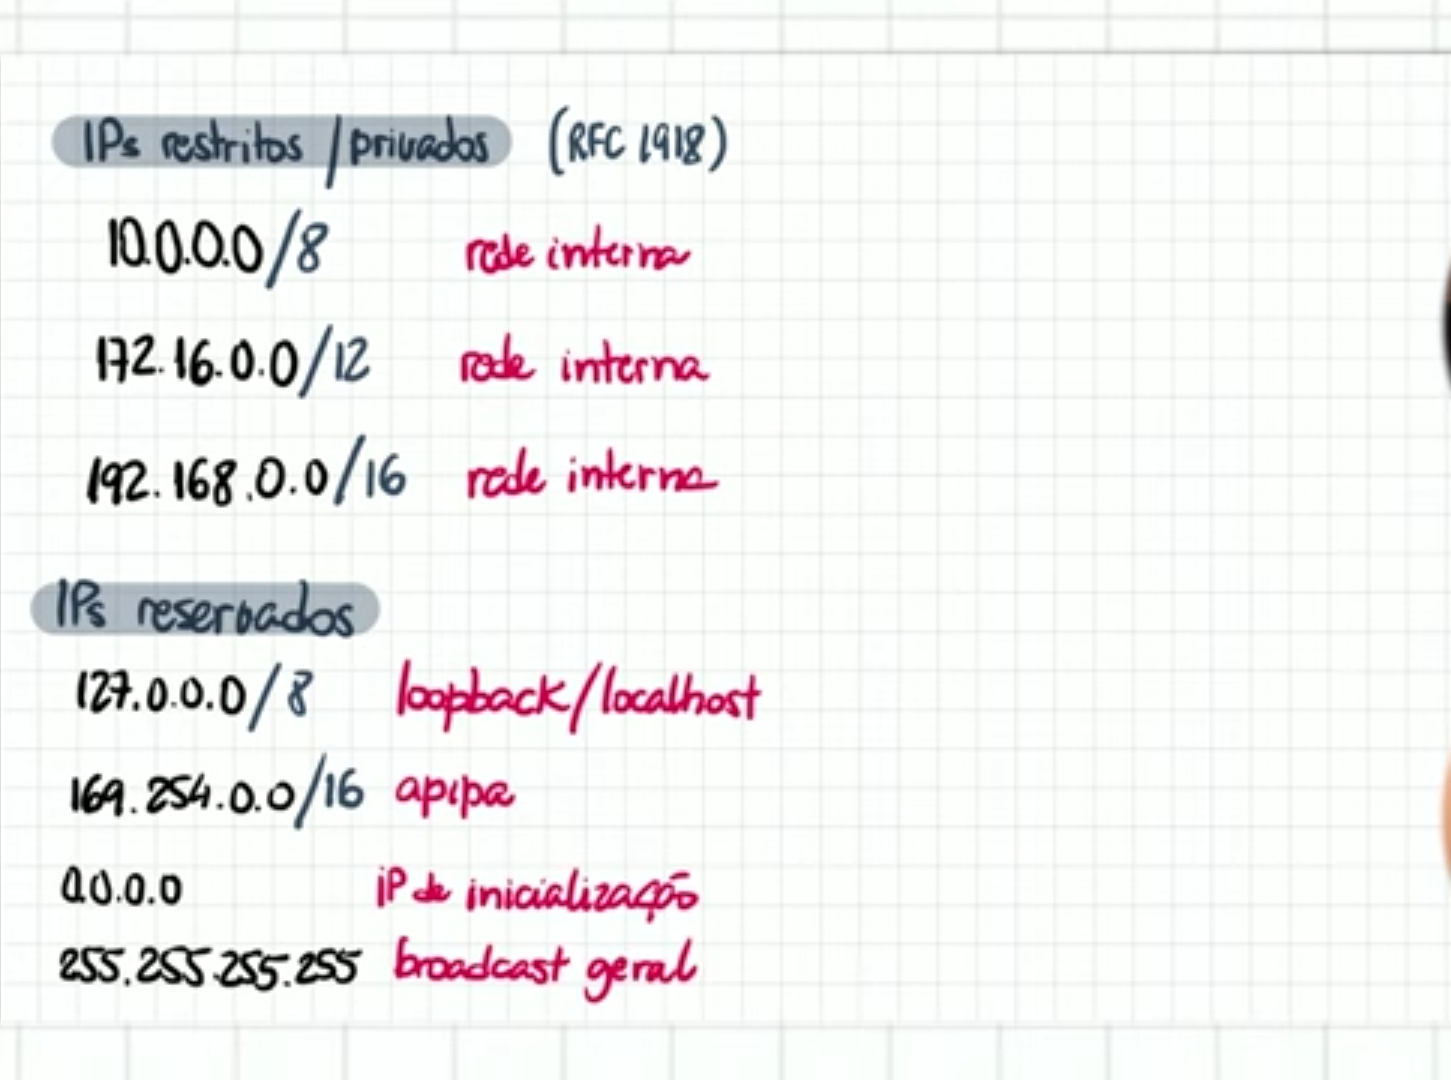 IPs restritos / privados (RFC 1918)
10.0.0.0/8 rede interna
172.16.0.0/12 rede interna
192.168.0.0/16 rede interna
IPs reservados
127.0.0.0/8 loopback/localhost
169.254.0.0/16 apipa
0.0.0.0 IP de inicialização
255.255.255.255 broadcast geral